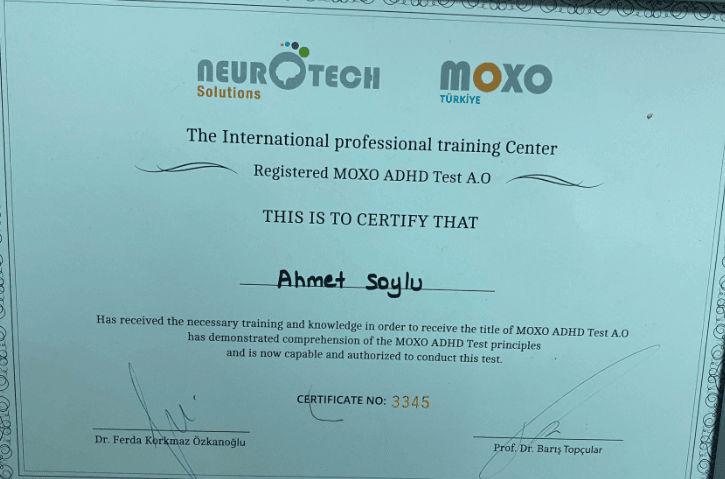 NEUROTECH
Solutions
MOXO
TÜRKİYE
The International professional training Center
Registered MOXO ADHD Test A.O
THIS IS TO CERTIFY THAT
Ahmet Soylu
Has received the necessary training and knowledge in order to receive the title of MOXO ADHD Test A.O
has demonstrated comprehension of the MOXO ADHD Test principles
and is now capable and authorized to conduct this test.
CERTIFICATE NO: 3345
Dr. Ferda Korkmaz Özkanoğlu
Prof. Dr. Barış Topçular